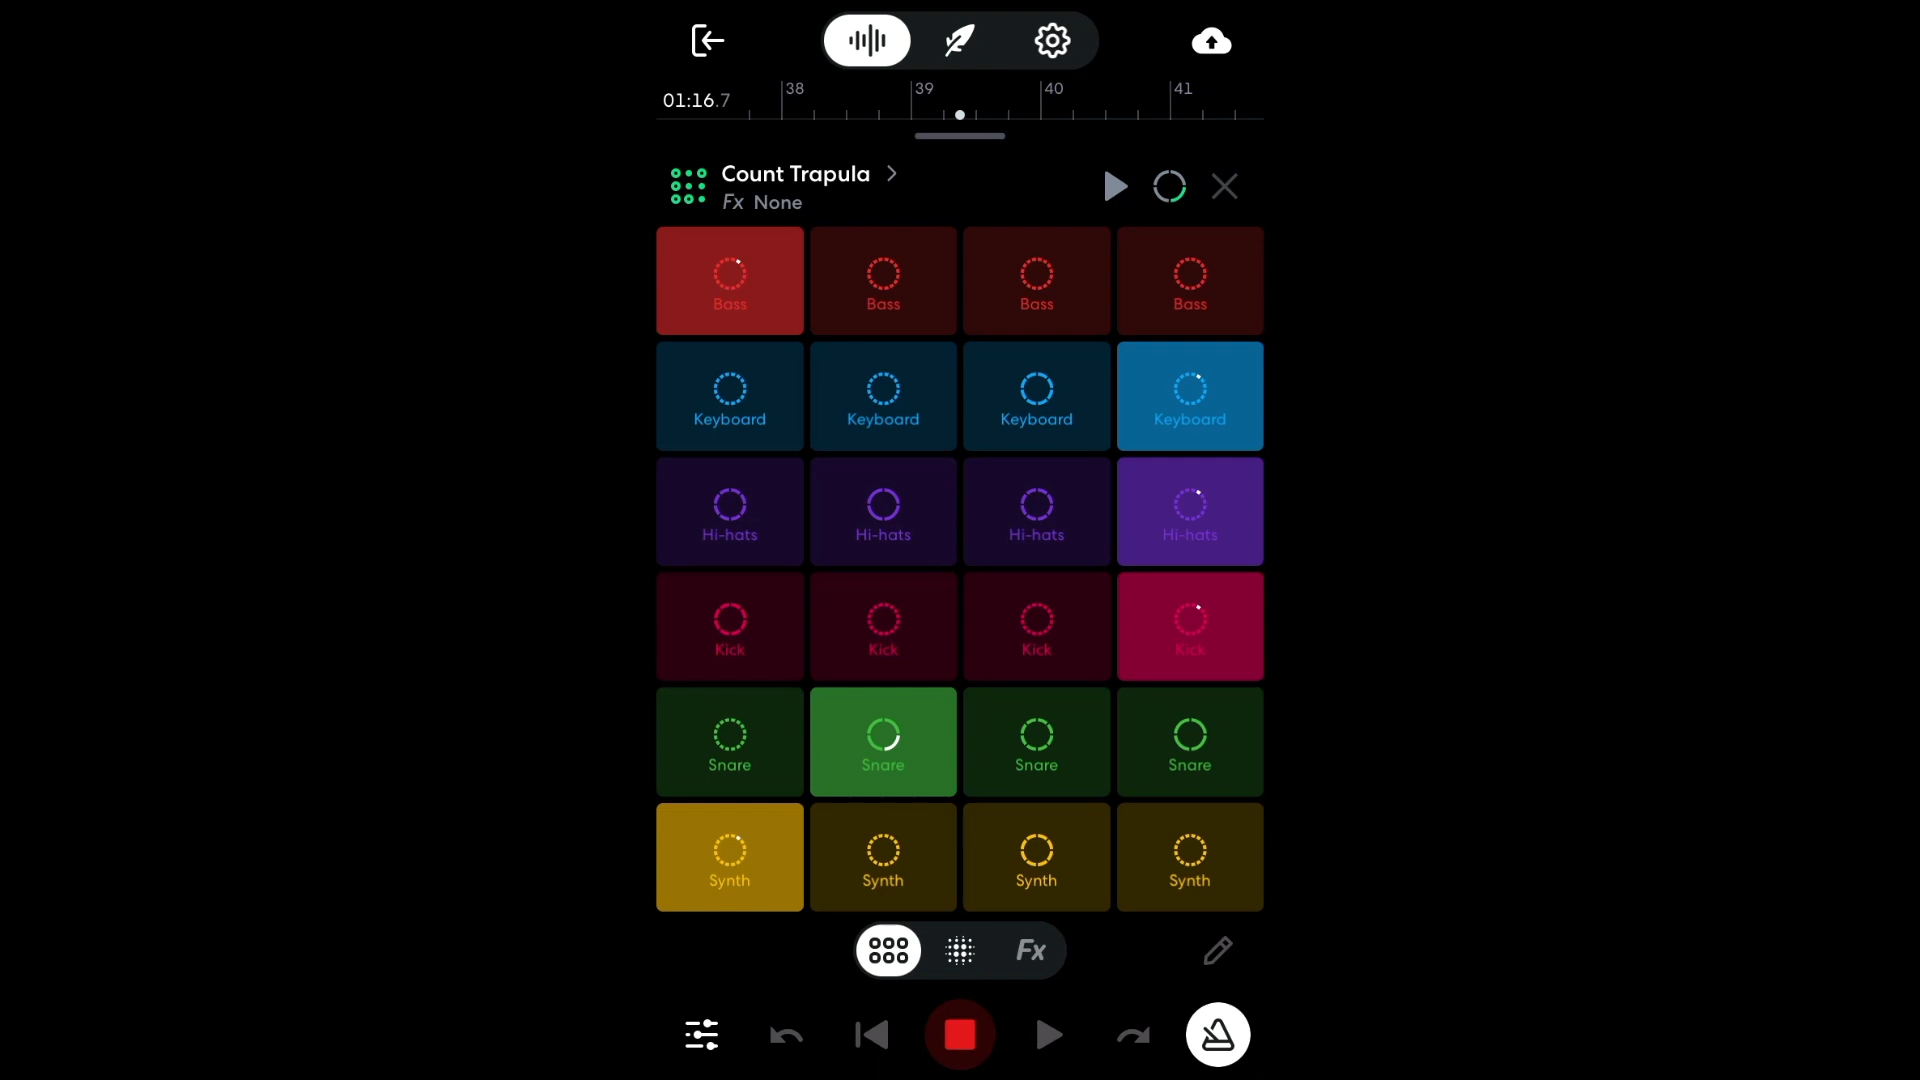 01:16.7 38 39 40 41
Count Trapula
Fx None
Bass Bass Bass Bass
Keyboard Keyboard Keyboard Keyboard
Hi-hats Hi-hats Hi-hats Hi-hats
Kick Kick Kick Kick
Snare Snare Snare Snare
Synth Synth Synth Synth
Fx